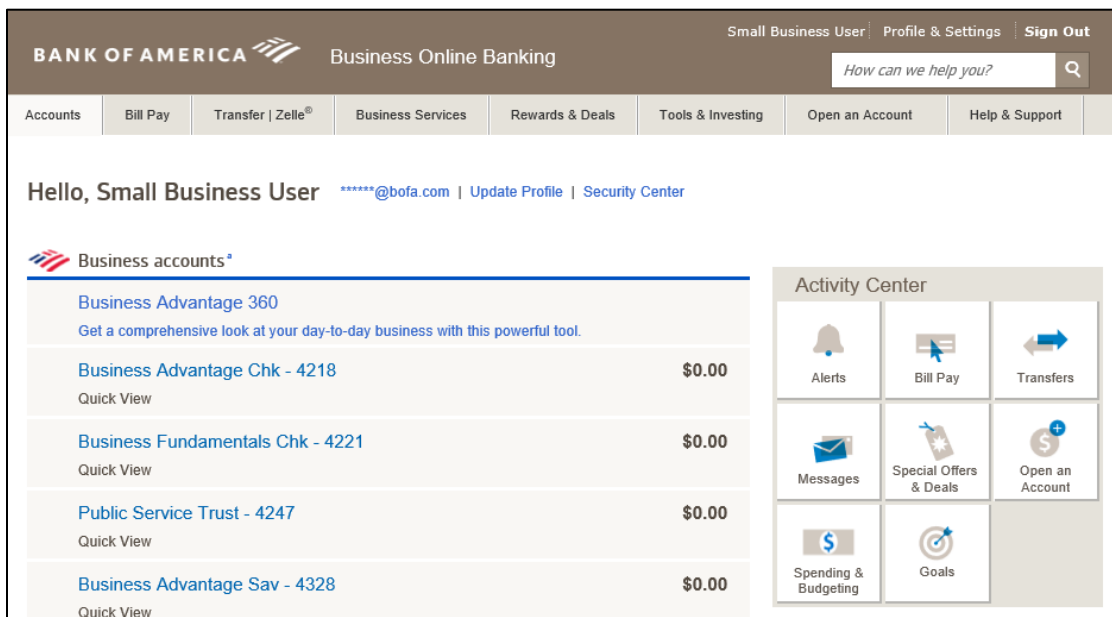 Small Business User Profile & Settings Sign Out
BANK OF AMERICA Business Online Banking
How can we help you?
Accounts Bill Pay Transfer | Zelle® Business Services Rewards & Deals Tools & Investing Open an Account Help & Support
Hello, Small Business User ******@bofa.com | Update Profile | Security Center
Business accounts a
Business Advantage 360
Get a comprehensive look at your day-to-day business with this powerful tool.
Business Advantage Chk - 4218 $0.00
Quick View
Business Fundamentals Chk - 4221 $0.00
Quick View
Public Service Trust - 4247 $0.00
Quick View
Business Advantage Sav - 4328 $0.00
Quick View
Activity Center
Alerts Bill Pay Transfers
Messages Special Offers & Deals Open an Account
Spending & Budgeting Goals